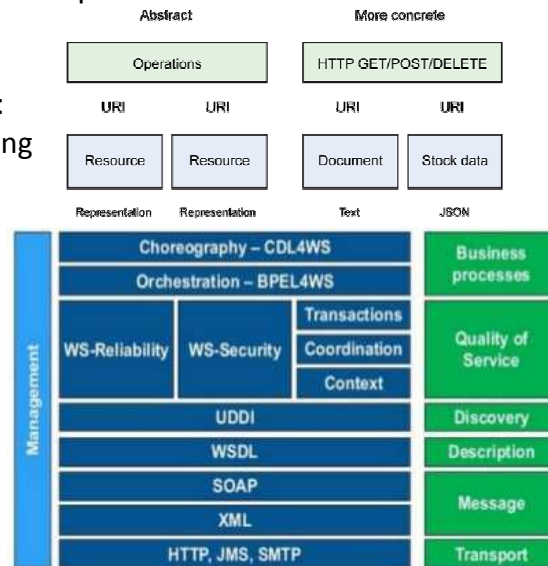 Abstract
More concrete
Operations
HTTP GET/POST/DELETE
:
URI
URI
URI
URI
ng
Resource
Resource
Document
Stock data
Representation
Representation
Text
JSON
Management
Choreography – CDL4WS
Orchestration – BPEL4WS
Business
processes
WS-Reliability
WS-Security
Transactions
Coordination
Context
Quality of
Service
UDDI
Discovery
WSDL
Description
SOAP
XML
Message
HTTP, JMS, SMTP
Transport